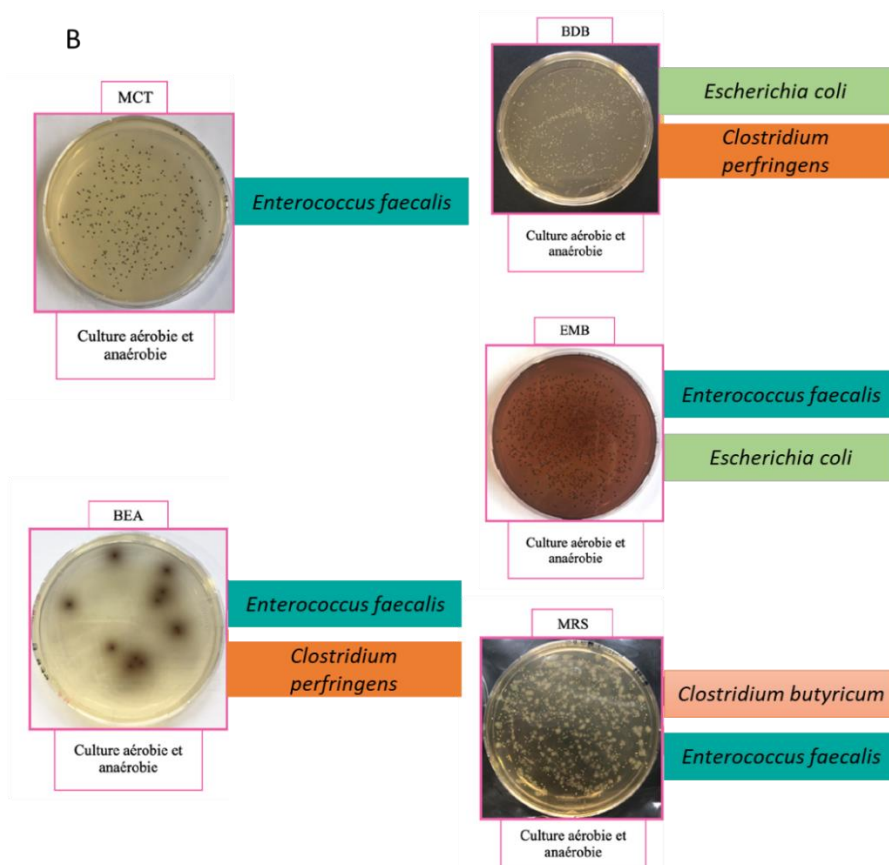 B
MCT
Enterococcus faecalis
Culture aérobie et
anaérobie
BDB
Escherichia coli
Clostridium
perfringens
Culture aérobie et
anaérobie
EMB
Enterococcus faecalis
Escherichia coli
Culture aérobie et
anaérobie
BEA
Enterococcus faecalis
Clostridium
perfringens
Culture aérobie et
anaérobie
MRS
Clostridium butyricum
Enterococcus faecalis
Culture aérobie et
anaérobie